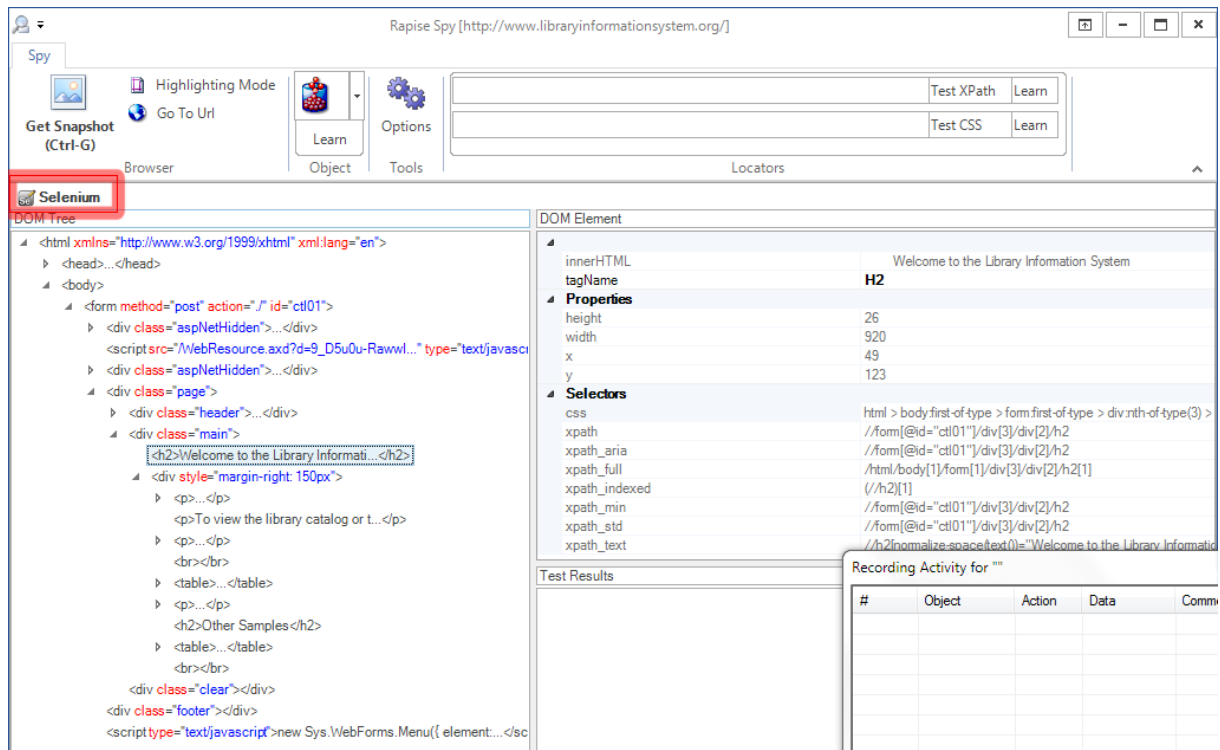 Rapise Spy [http://www.libraryinformationsystem.org/]
Spy
Get Snapshot
(Ctrl-G)
Highlighting Mode
Go To Url
Browser
Learn
Object
Options
Tools
Test XPath Learn
Test CSS Learn
Locators
Selenium
DOM Tree
<html xmlns="http://www.w3.org/1999/xhtml" xml:lang="en">
<head>...</head>
<body>
<form method="post" action="./" id="ctl01">
<div class="aspNetHidden">...</div>
<script src="/WebResource.axd?d=9_D5u0u-RawwI..." type="text/javascr
<div class="aspNetHidden">...</div>
<div class="page">
<div class="header">...</div>
<div class="main">
<h2>Welcome to the Library Informati...</h2>
<div style="margin-right: 150px">
<p>...</p>
<p>To view the library catalog or t...</p>
<p>...</p>
<br></br>
<table>...</table>
<p>...</p>
<h2>Other Samples</h2>
<table>...</table>
<br></br>
<div class="clear"></div>
<div class="footer"></div>
<script type="text/javascript">new Sys.WebForms.Menu({ element:...</sc
DOM Element
innerHTML Welcome to the Library Information System
tagName H2
Properties
height 26
width 920
x 49
y 123
Selectors
css html > body:first-of-type > form:first-of-type > div:nth-of-type(3) >
xpath //form[@id="ctl01"]/div[3]/div[2]/h2
xpath_aria //form[@id="ctl01"]/div[3]/div[2]/h2
xpath_full /html/body[1]/form[1]/div[3]/div[2]/h2[1]
xpath_indexed (//h2)[1]
xpath_min //form[@id="ctl01"]/div[3]/div[2]/h2
xpath_std //form[@id="ctl01"]/div[3]/div[2]/h2
xpath_text //h2[normalize-space(text())="Welcome to the Library Informatio
Test Results
Recording Activity for ""
# Object Action Data Comme